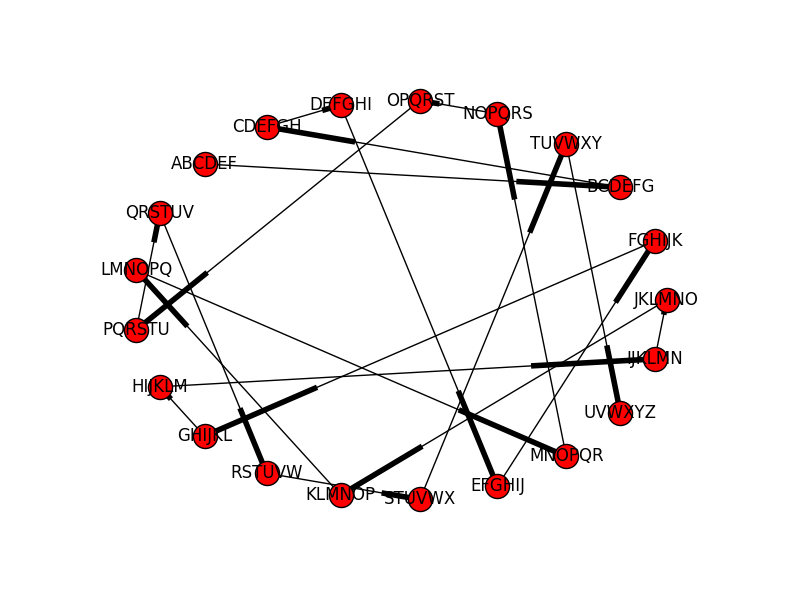 OPQRST
DEFGHI
NOPQRS
CDEFGH
TUVWXY
ABCDEF
BCDEFG
QRSTUV
FGHIJK
LMNOPQ
JKLMNO
PQRSTU
IJKLMN
HIJKLM
UVWXYZ
GHIJKL
MNOPQR
RSTUVW
EFGHIJ
KLMNOP
STUVWX